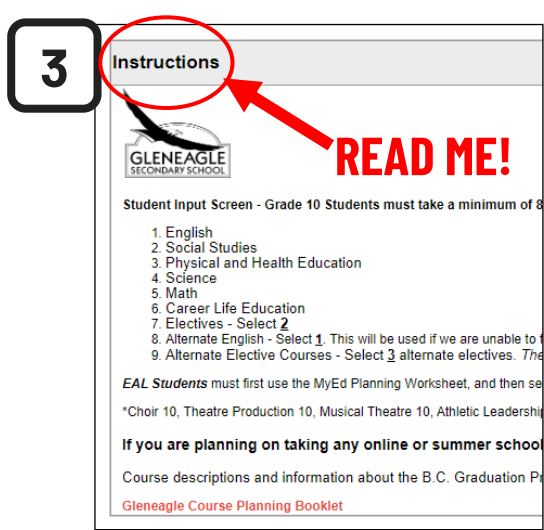 3
Instructions
READ ME!
GLENEAGLE
SECONDARY SCHOOL
Student Input Screen - Grade 10 Students must take a minimum of 8
1. English
2. Social Studies
3. Physical and Health Education
4. Science
5. Math
6. Career Life Education
7. Electives - Select 2
8. Alternate English - Select 1. This will be used if we are unable to
9. Alternate Elective Courses - Select 3 alternate electives. The
EAL Students must first use the MyEd Planning Worksheet, and then se
*Choir 10, Theatre Production 10, Musical Theatre 10, Athletic Leadership
If you are planning on taking any online or summer school
Course descriptions and information about the B.C. Graduation Pr
Gleneagle Course Planning Booklet